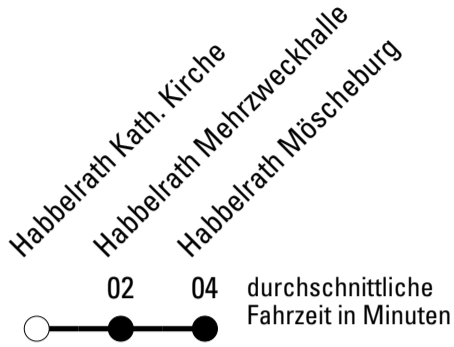 Habbelrath Kath. Kirche
Habbelrath Mehrzweckhalle
Habbelrath Möscheburg
02 04 durchschnittliche
Fahrzeit in Minuten